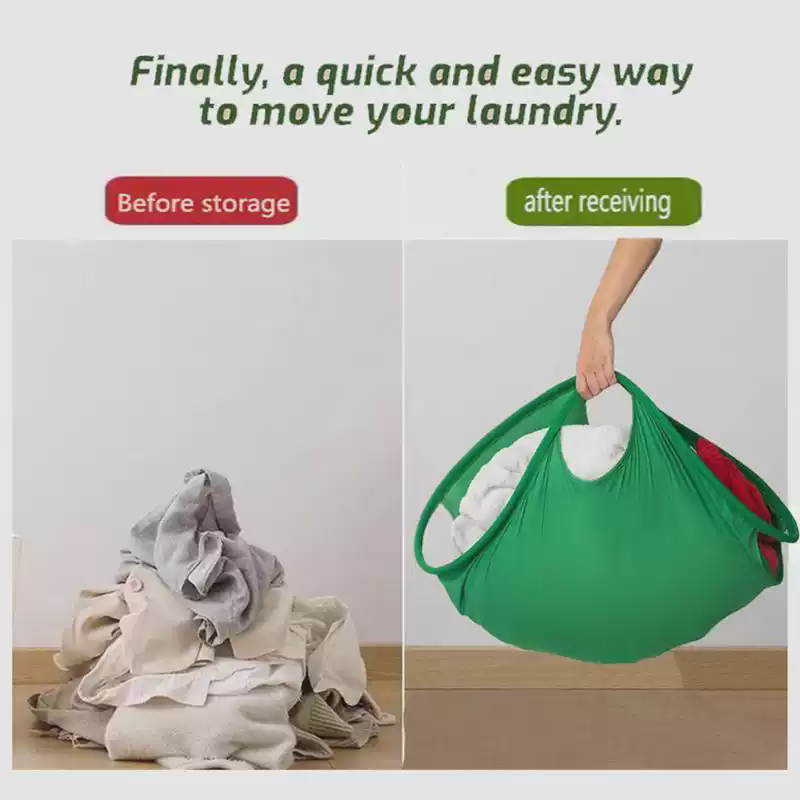 Finally, a quick and easy way
to move your laundry.
Before storage
after receiving